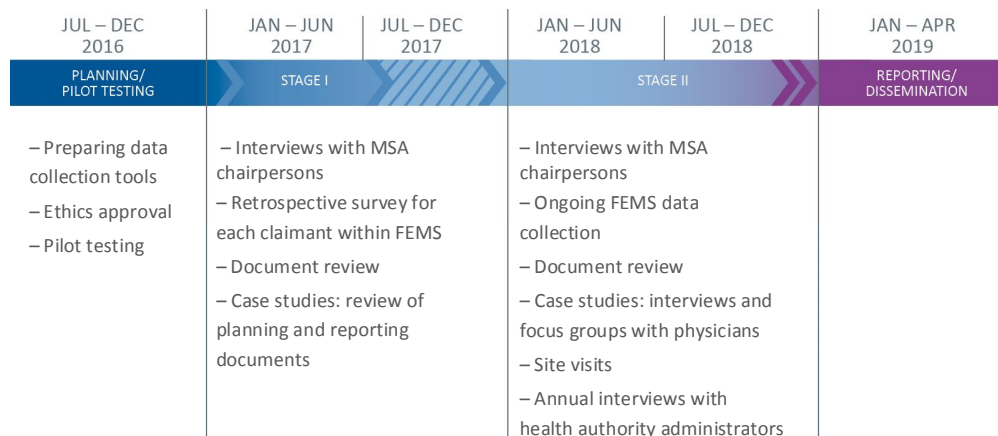 JUL – DEC
2016
JAN – JUN
2017
JUL – DEC
2017
JAN – JUN
2018
JUL – DEC
2018
JAN – APR
2019
PLANNING/
PILOT TESTING
STAGE I
STAGE II
REPORTING/
DISSEMINATION
– Preparing data
collection tools
– Ethics approval
– Pilot testing
– Interviews with MSA
chairpersons
– Retrospective survey for
each claimant within FEMS
– Document review
– Case studies: review of
planning and reporting
documents
– Interviews with MSA
chairpersons
– Ongoing FEMS data
collection
– Document review
– Case studies: interviews and
focus groups with physicians
– Site visits
– Annual interviews with
health authority administrators